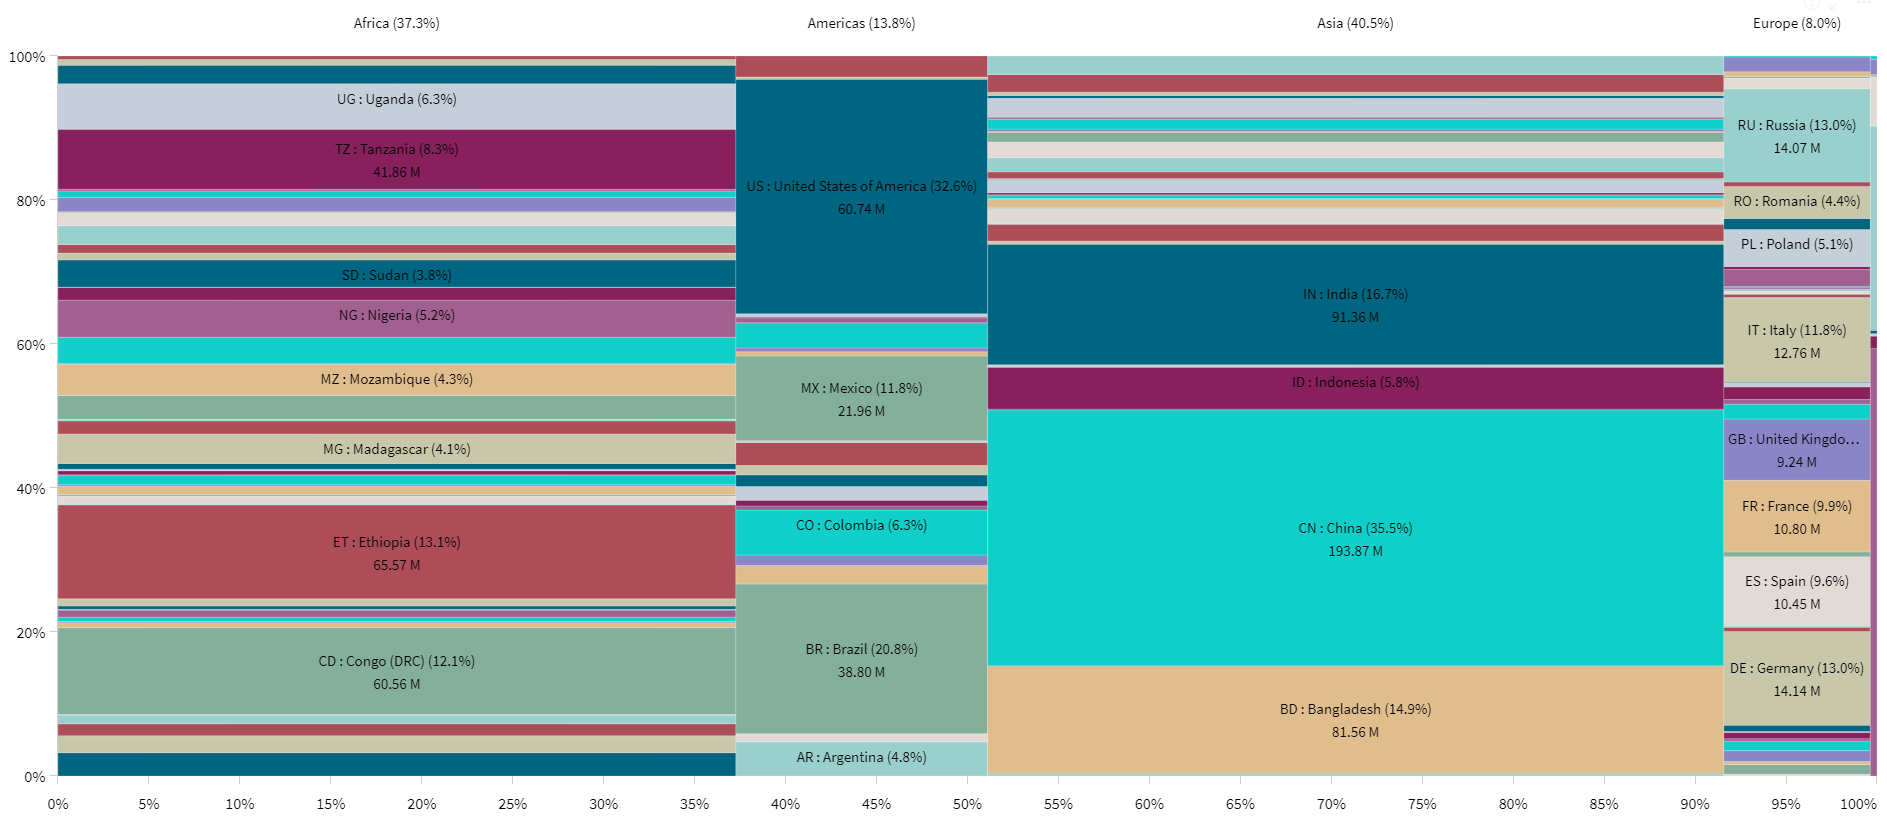 Africa (37.3%)
Americas (13.8%)
Asia (40.5%)
Europe (8.0%)
100%
80%
60%
40%
20%
0%
UG : Uganda (6.3%)
TZ : Tanzania (8.3%)
41.86 M
SD : Sudan (3.8%)
NG : Nigeria (5.2%)
MZ : Mozambique (4.3%)
MG : Madagascar (4.1%)
ET : Ethiopia (13.1%)
65.57 M
CD : Congo (DRC) (12.1%)
60.56 M
US : United States of America (32.6%)
60.74 M
MX : Mexico (11.8%)
21.96 M
CO : Colombia (6.3%)
BR : Brazil (20.8%)
38.80 M
AR : Argentina (4.8%)
IN : India (16.7%)
91.36 M
ID : Indonesia (5.8%)
CN : China (35.5%)
193.87 M
BD : Bangladesh (14.9%)
81.56 M
RU : Russia (13.0%)
14.07 M
RO : Romania (4.4%)
PL : Poland (5.1%)
IT : Italy (11.8%)
12.76 M
GB : United Kingdo...
9.24 M
FR : France (9.9%)
10.80 M
ES : Spain (9.6%)
10.45 M
DE : Germany (13.0%)
14.14 M
0%
5%
10%
15%
20%
25%
30%
35%
40%
45%
50%
55%
60%
65%
70%
75%
80%
85%
90%
95%
100%